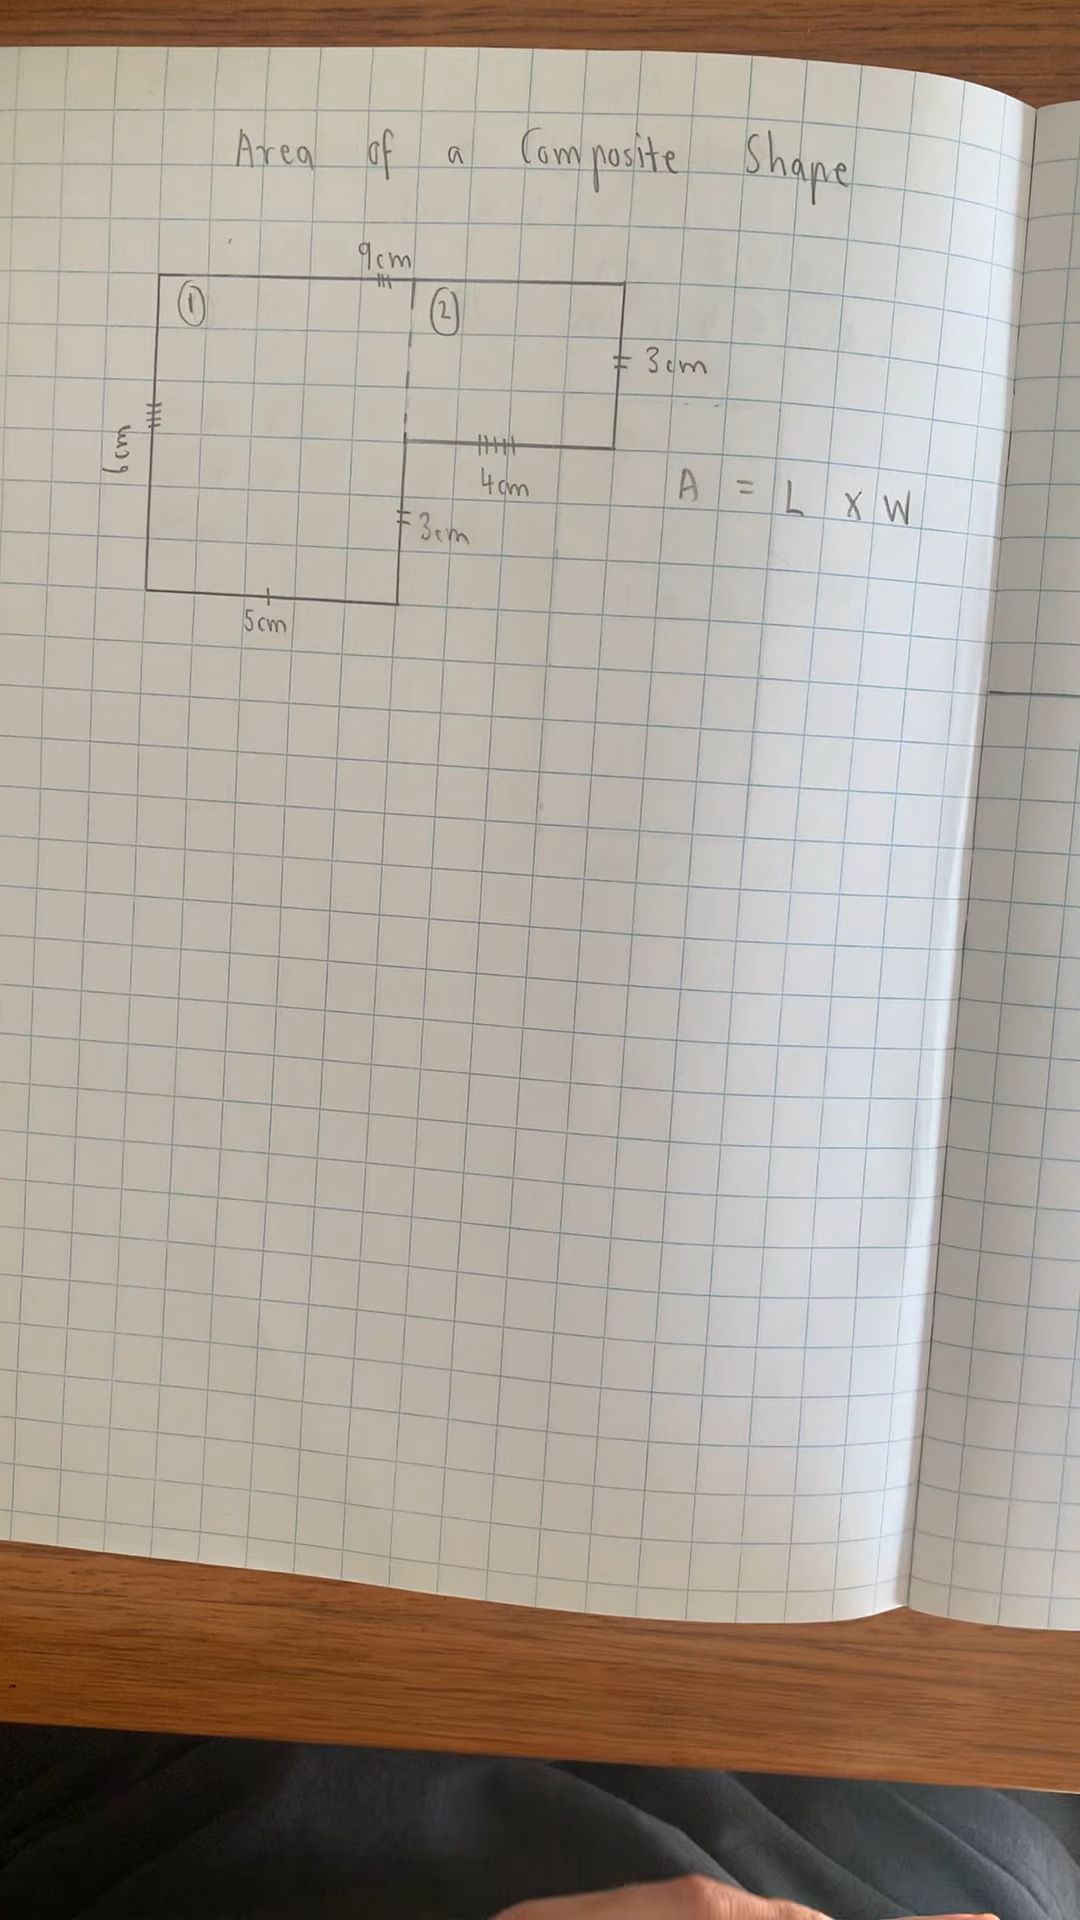 Area of a Composite Shape
9cm
① ②
3cm
6cm
4cm
A = L x W
3cm
5cm